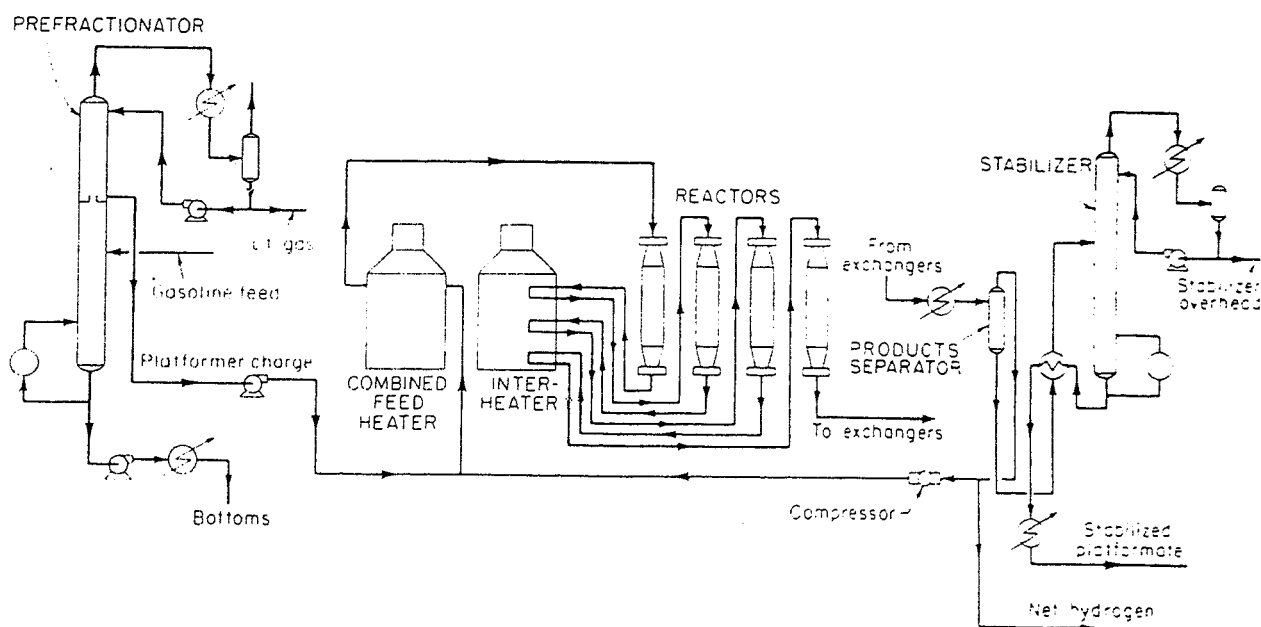 PREFRACTIONATOR
gas
Gasoline feed
Platformer charge
Bottoms
COMBINED
FEED
HEATER
INTER-
HEATER
REACTORS
From
exchangers
PRODUCTS
SEPARATOR
To exchangers
Compressor
STABILIZER
Stabilizer
overhead
Stabilized
platformate
Net hydrogen